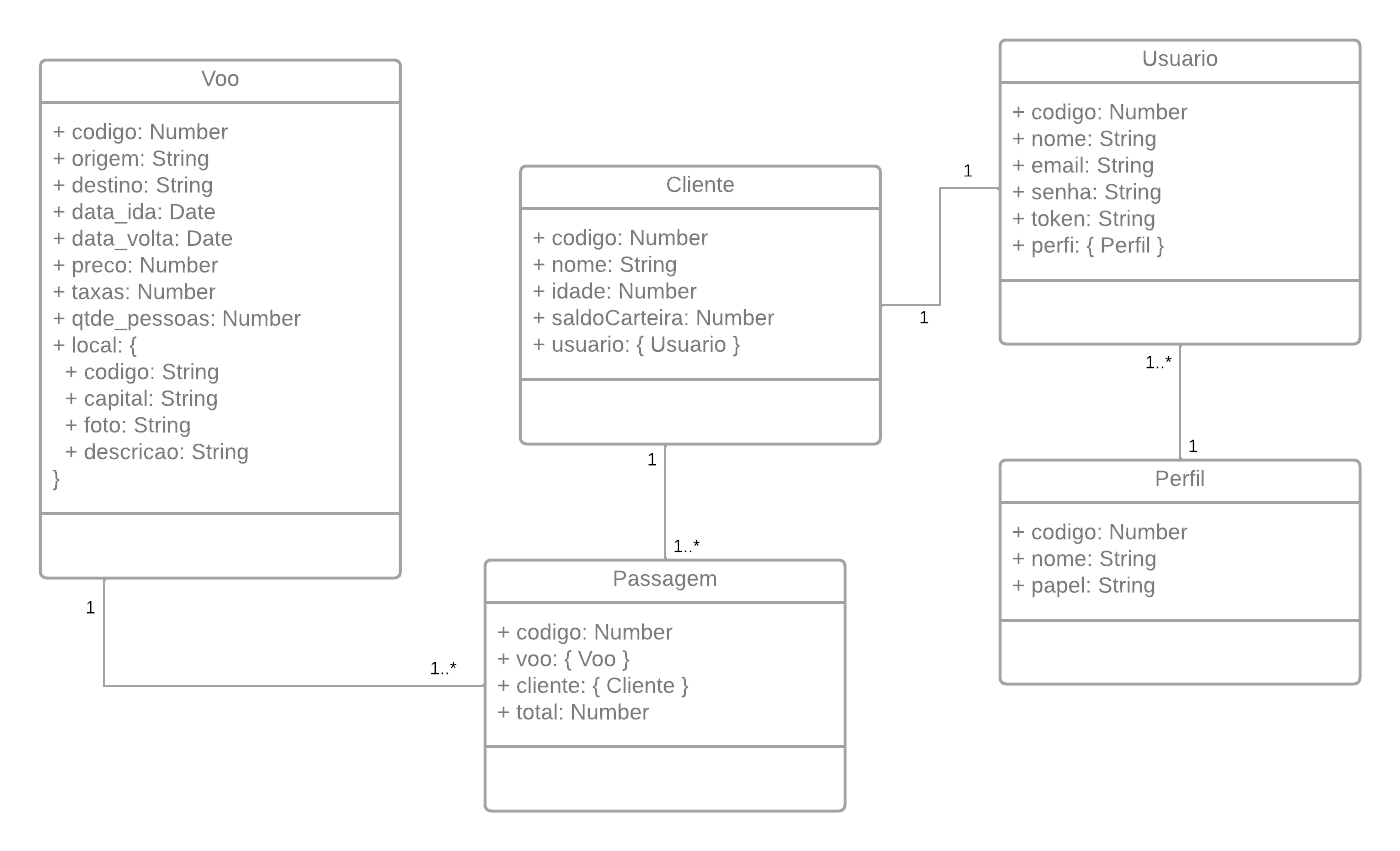 Voo
+ codigo: Number
+ origem: String
+ destino: String
+ data_ida: Date
+ data_volta: Date
+ preco: Number
+ taxas: Number
+ qtde_pessoas: Number
+ local: {
+ codigo: String
+ capital: String
+ foto: String
+ descricao: String
}
1
1..*
Cliente
+ codigo: Number
+ nome: String
+ idade: Number
+ saldoCarteira: Number
+ usuario: { Usuario }
1
1
1
1..*
Passagem
+ codigo: Number
+ voo: { Voo }
+ cliente: { Cliente }
+ total: Number
Usuario
+ codigo: Number
+ nome: String
+ email: String
+ senha: String
+ token: String
+ perfi: { Perfil }
1..*
1
Perfil
+ codigo: Number
+ nome: String
+ papel: String